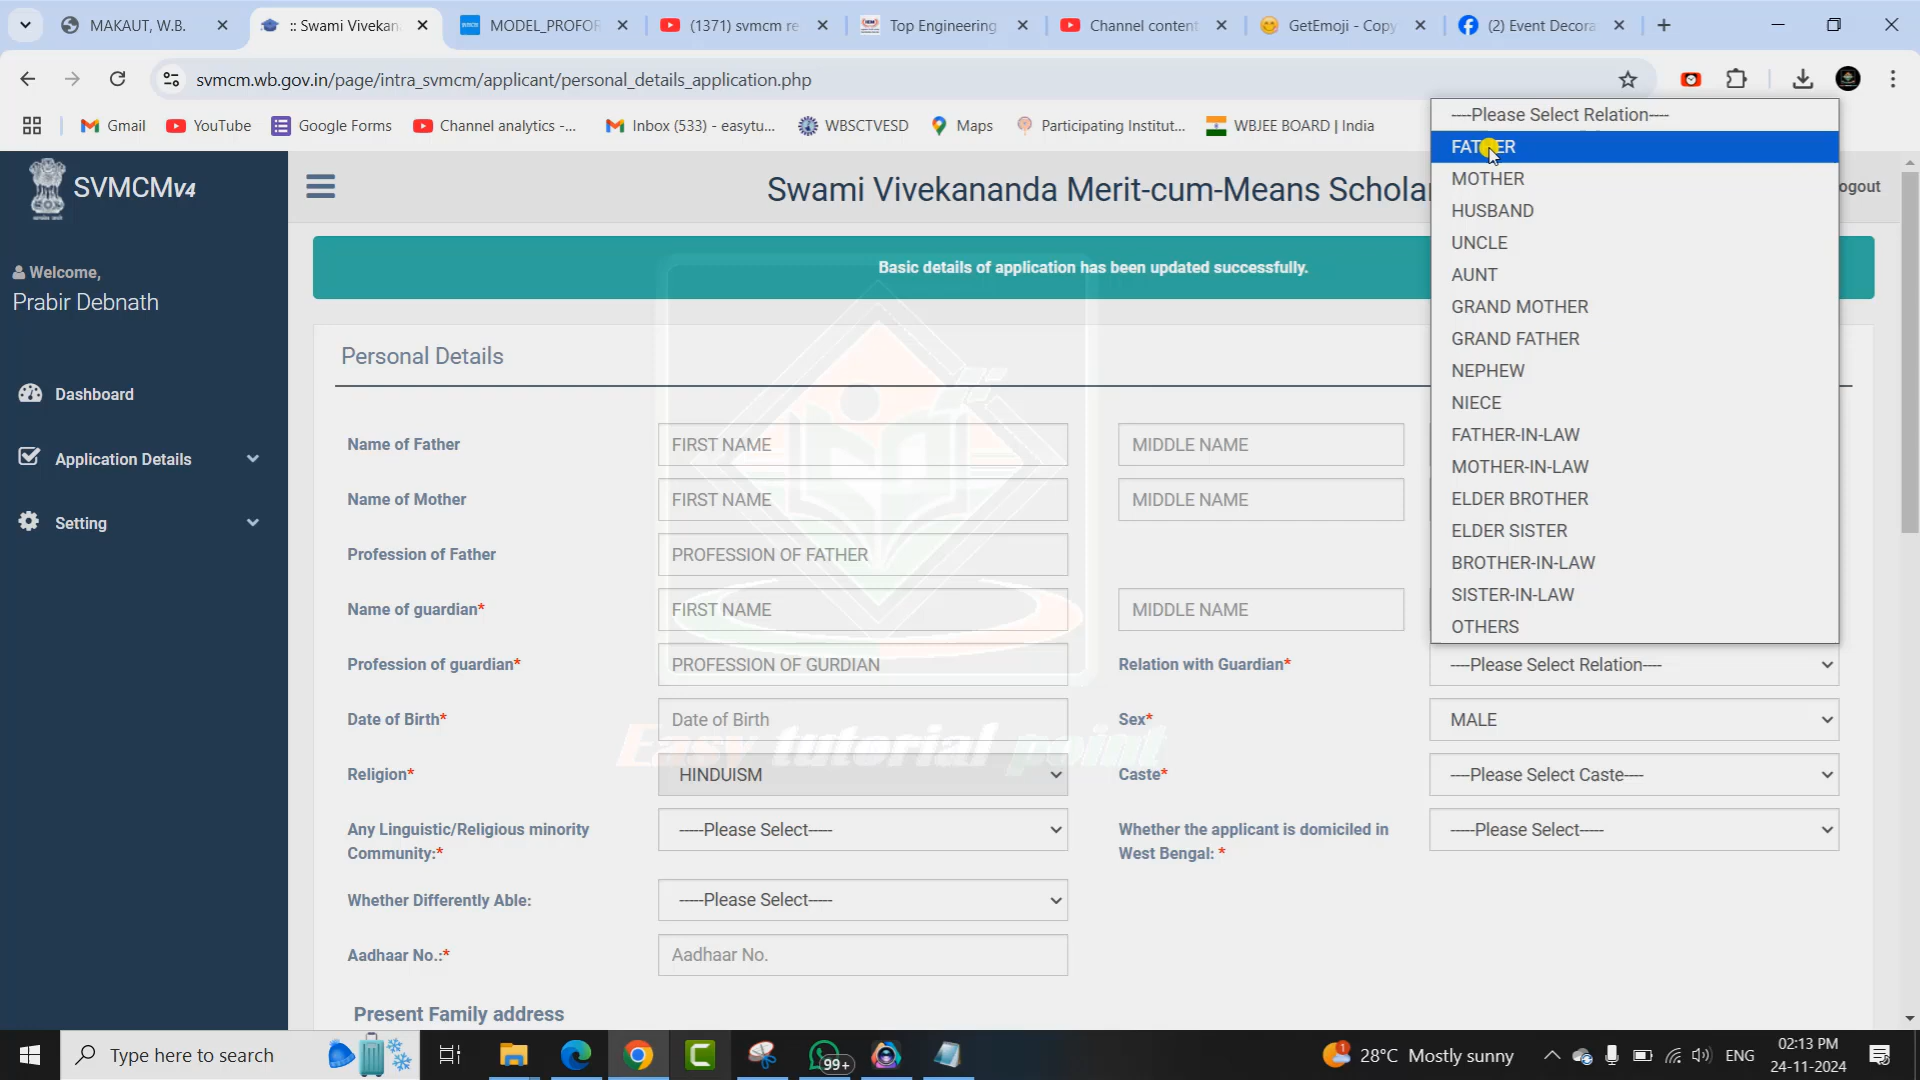 MAKAUT, W.B.
:: Swami Vivekan
MODEL_PROFOR
(1371) svmcm re
Top Engineering
Channel content
GetEmoji - Copy
(2) Event Decora
svmcm.wb.gov.in/page/intra_svmcm/applicant/personal_details_application.php
Gmail
YouTube
Google Forms
Channel analytics -...
Inbox (533) - easytu...
WBSCTVESD
Maps
Participating Institut...
WBJEE BOARD | India
SVMCMv4
Swami Vivekananda Merit-cum-Means Scholar
ogout
Welcome,
Prabir Debnath
Dashboard
Application Details
Setting
Basic details of application has been updated successfully.
----Please Select Relation----
FATHER
MOTHER
HUSBAND
UNCLE
AUNT
GRAND MOTHER
GRAND FATHER
NEPHEW
NIECE
FATHER-IN-LAW
MOTHER-IN-LAW
ELDER BROTHER
ELDER SISTER
BROTHER-IN-LAW
SISTER-IN-LAW
OTHERS
Personal Details
Name of Father FIRST NAME MIDDLE NAME
Name of Mother FIRST NAME MIDDLE NAME
Profession of Father PROFESSION OF FATHER
Name of guardian* FIRST NAME MIDDLE NAME
Profession of guardian* PROFESSION OF GURDIAN Relation with Guardian* ----Please Select Relation----
Date of Birth* Date of Birth Sex* MALE
Religion* HINDUISM Caste* ----Please Select Caste----
Any Linguistic/Religious minority
Community:* -----Please Select----- Whether the applicant is domiciled in
West Bengal: * -----Please Select-----
Whether Differently Able: -----Please Select-----
Aadhaar No.:* Aadhaar No.
Present Family address
Easy tutorial point
Type here to search
99+
1
28°C Mostly sunny
ENG
02:13 PM
24-11-2024